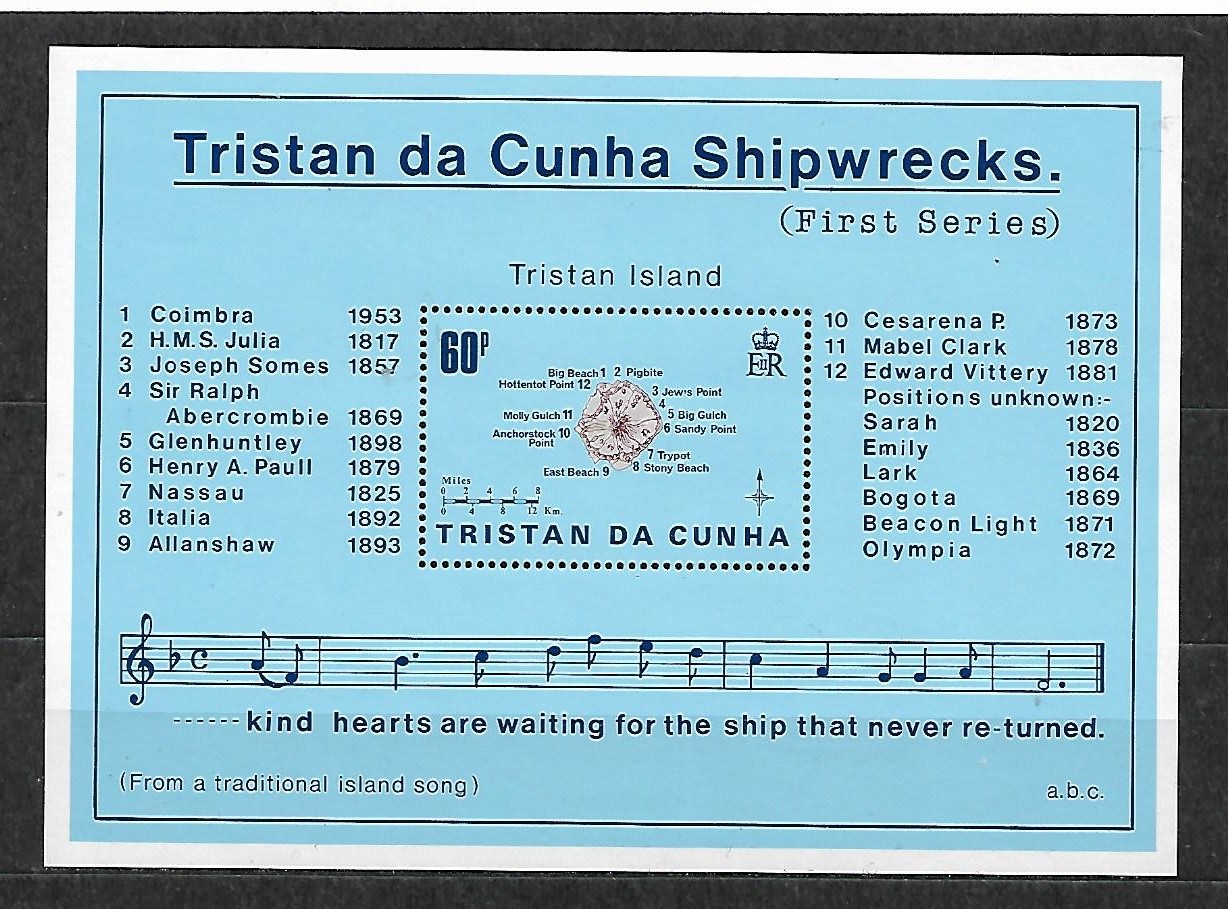 Tristan da Cunha Shipwrecks.
(First Series)
Tristan Island
1 Coimbra 1953
2 H.M.S. Julia 1817
3 Joseph Somes 1857
4 Sir Ralph
Abercrombie 1869
5 Glenhuntley 1898
6 Henry A. Paull 1879
7 Nassau 1825
8 Italia 1892
9 Allanshaw 1893
60P
EIIR
Big Beach 1 2 Pigbite
Hottentot Point 12
3 Jew's Point
4
Molly Gulch 11
5 Big Gulch
6 Sandy Point
Anchorstock 10
Point
7 Trypot
East Beach 9
8 Stony Beach
Miles
0 2 4 6 8
0 4 8 12 Km.
TRISTAN DA CUNHA
10 Cesarena P. 1873
11 Mabel Clark 1878
12 Edward Vittery 1881
Positions unknown:-
Sarah 1820
Emily 1836
Lark 1864
Bogota 1869
Beacon Light 1871
Olympia 1872
------kind hearts are waiting for the ship that never re-turned.
(From a traditional island song)
a.b.c.